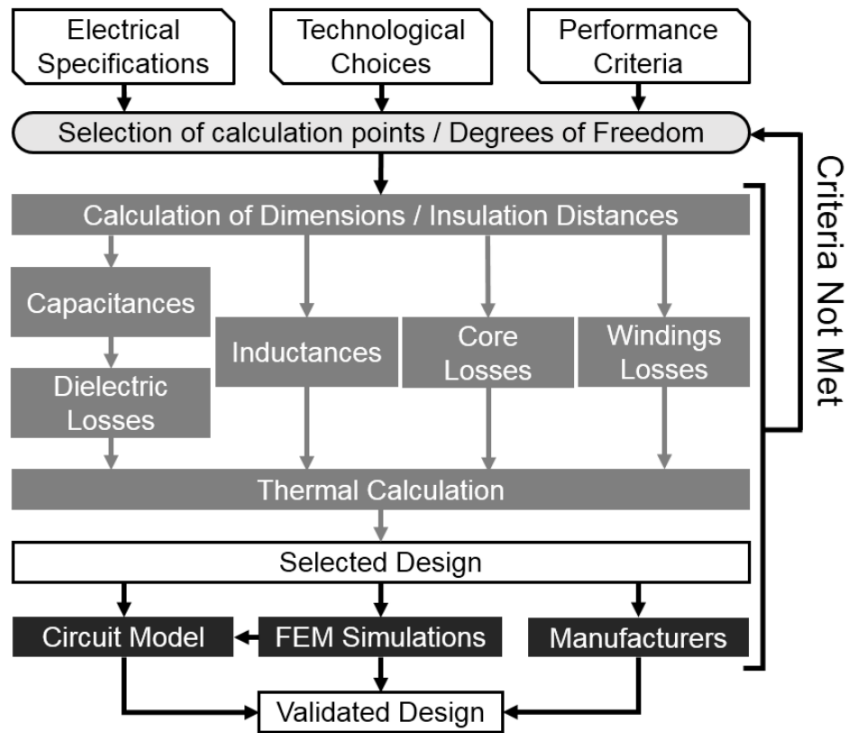 Electrical
Specifications
Technological
Choices
Performance
Criteria
Selection of calculation points / Degrees of Freedom
Calculation of Dimensions / Insulation Distances
Capacitances
Dielectric
Losses
Inductances
Core
Losses
Windings
Losses
Thermal Calculation
Selected Design
Circuit Model
FEM Simulations
Manufacturers
Validated Design
Criteria Not Met